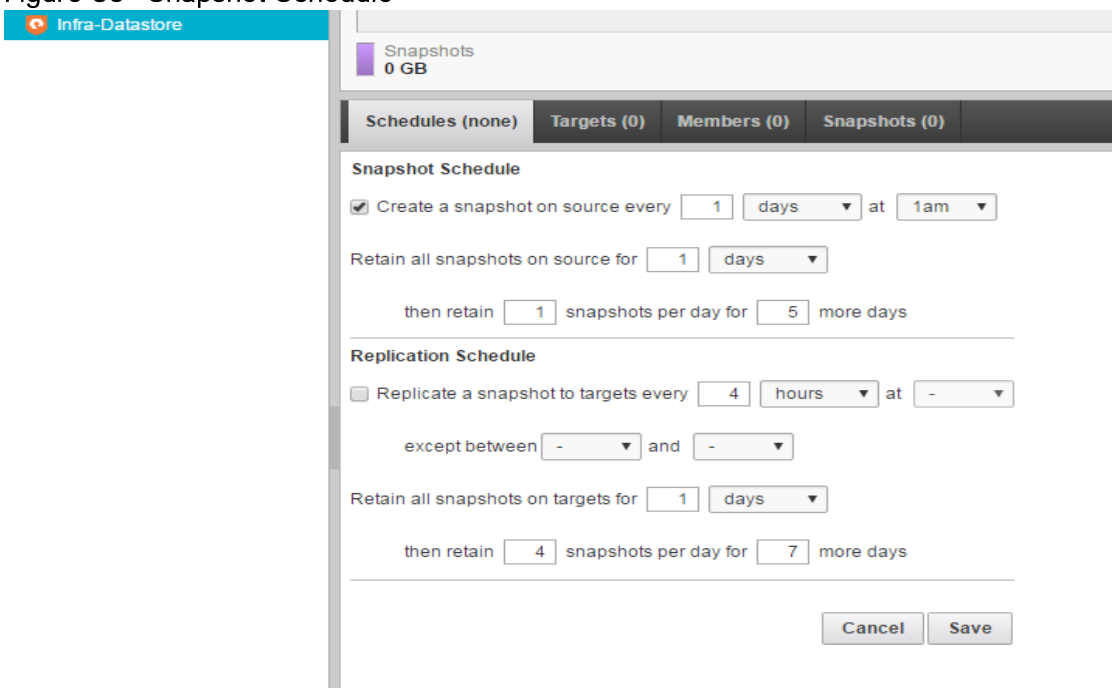 Infra-Datastore
Snapshots
0 GB
Schedules (none) Targets (0) Members (0) Snapshots (0)
Snapshot Schedule
Create a snapshot on source every 1 days at 1am
Retain all snapshots on source for 1 days
then retain 1 snapshots per day for 5 more days
Replication Schedule
Replicate a snapshot to targets every 4 hours at -
except between - and -
Retain all snapshots on targets for 1 days
then retain 4 snapshots per day for 7 more days
Cancel Save